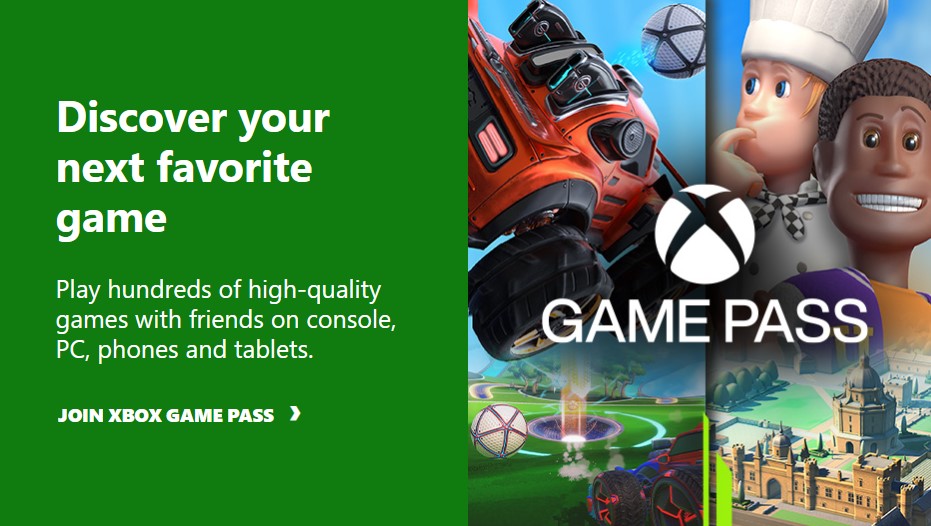 Discover your
next favorite
game
Play hundreds of high-quality
games with friends on console,
PC, phones and tablets.
JOIN XBOX GAME PASS
GAME PASS